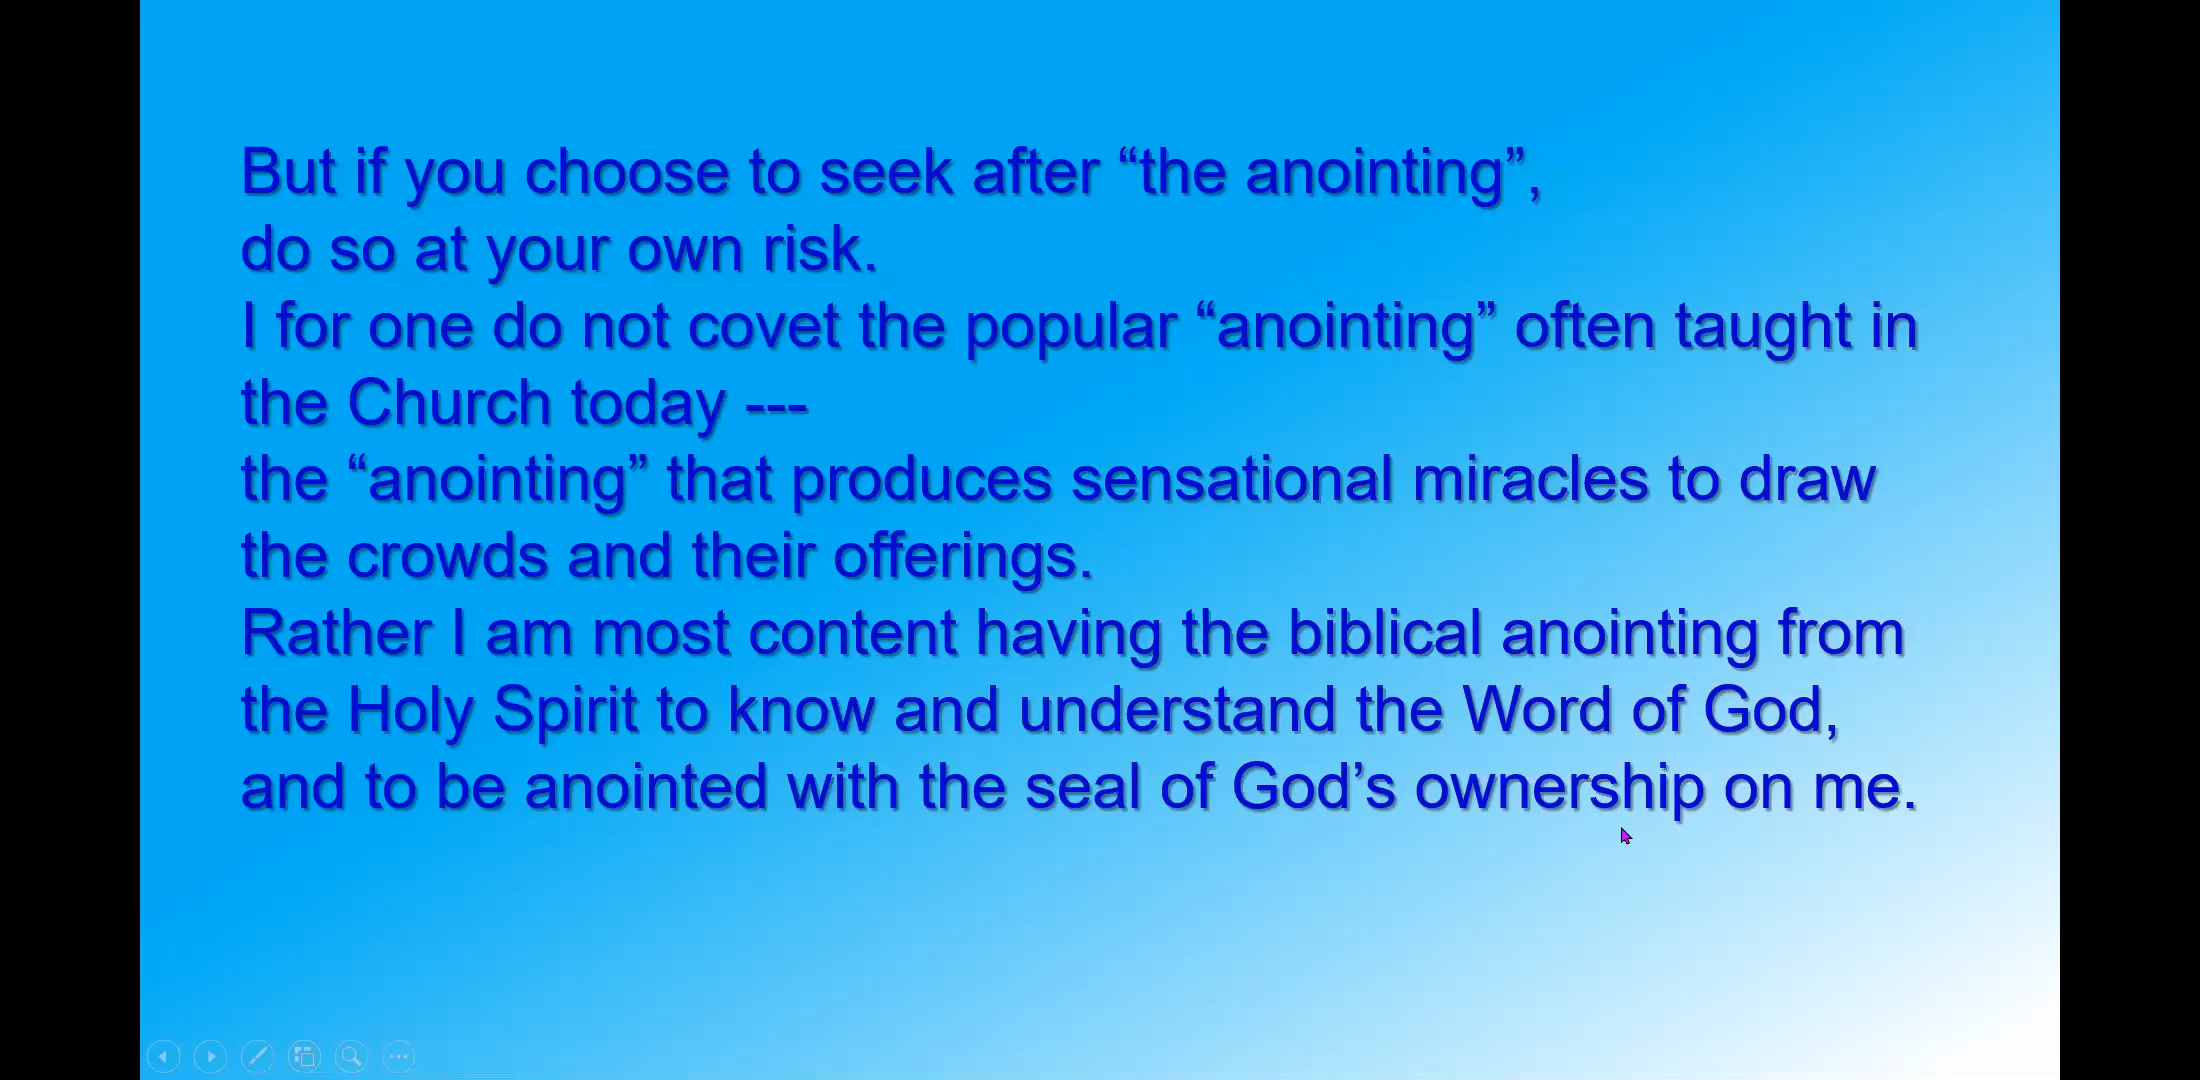 But if you choose to seek after “the anointing”,
do so at your own risk.
I for one do not covet the popular “anointing” often taught in
the Church today ---
the “anointing” that produces sensational miracles to draw
the crowds and their offerings.
Rather I am most content having the biblical anointing from
the Holy Spirit to know and understand the Word of God,
and to be anointed with the seal of God’s ownership on me.